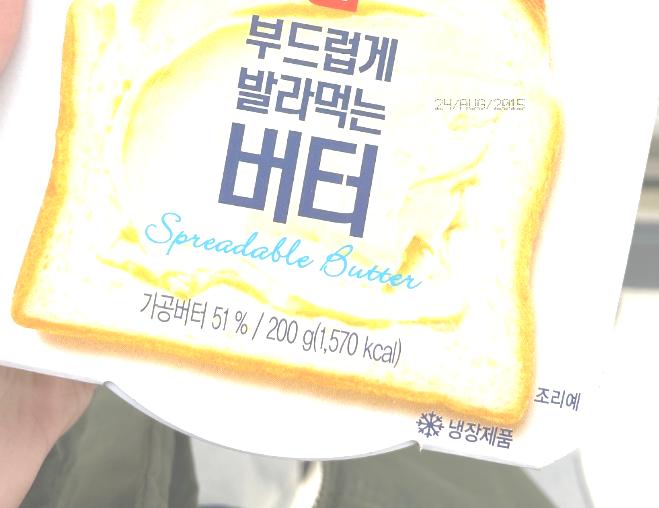 부드럽게
발라먹는
24/AUG/2015
버터
Spreadable Butter
가공버터 51 % / 200 g(1,570 kcal)
조리예
냉장제품